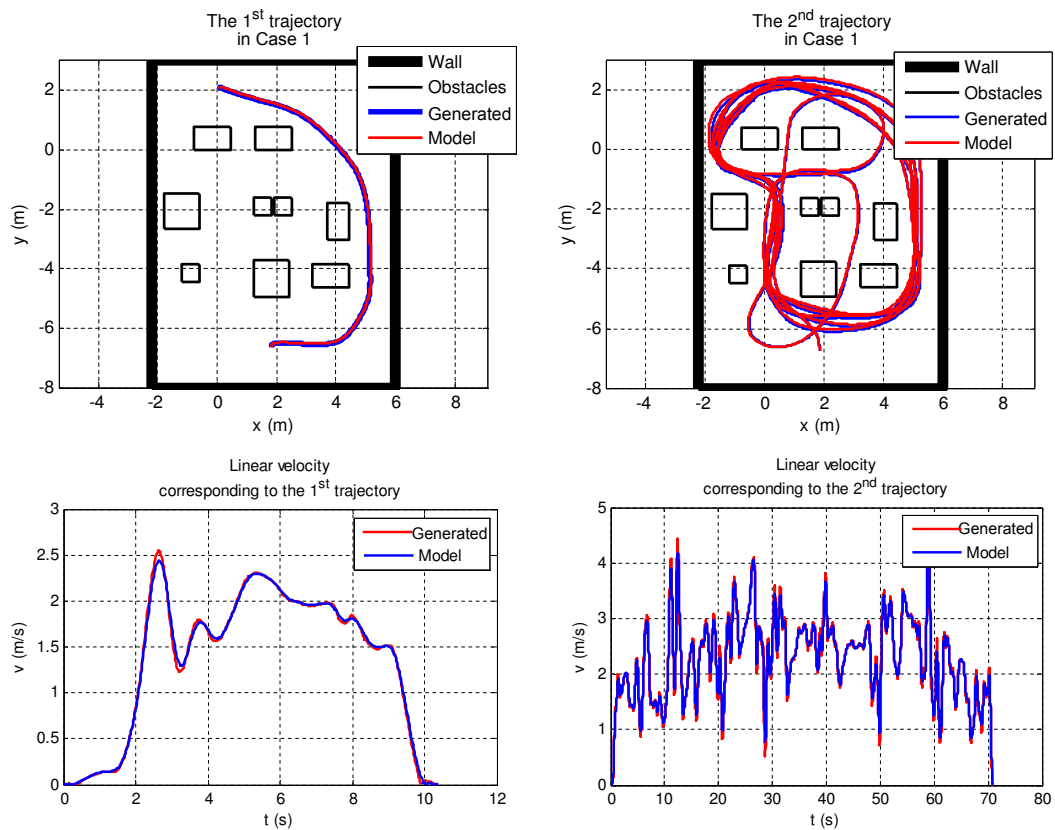 The 1st trajectory
in Case 1
Wall
Obstacles
Generated
Model
2
0
-2
-4
-6
-8
y (m)
-4 -2 0 2 4 6 8
x (m)
The 2nd trajectory
in Case 1
Wall
Obstacles
Generated
Model
2
0
-2
-4
-6
-8
y (m)
-4 -2 0 2 4 6 8
x (m)
Linear velocity
corresponding to the 1st trajectory
Generated
Model
3
2.5
2
1.5
1
0.5
0
v (m/s)
0 2 4 6 8 10 12
t (s)
Linear velocity
corresponding to the 2nd trajectory
Generated
Model
5
4
3
2
1
0
v (m/s)
0 10 20 30 40 50 60 70 80
t (s)